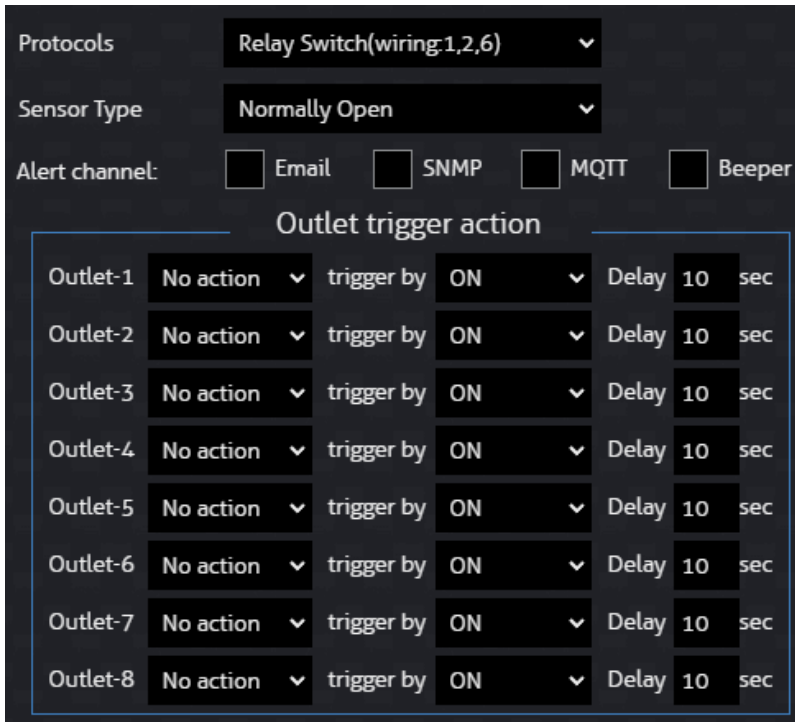 Protocols Relay Switch(wiring:1,2,6)
Sensor Type Normally Open
Alert channel: Email SNMP MQTT Beeper
Outlet trigger action
Outlet-1 No action trigger by ON Delay 10 sec
Outlet-2 No action trigger by ON Delay 10 sec
Outlet-3 No action trigger by ON Delay 10 sec
Outlet-4 No action trigger by ON Delay 10 sec
Outlet-5 No action trigger by ON Delay 10 sec
Outlet-6 No action trigger by ON Delay 10 sec
Outlet-7 No action trigger by ON Delay 10 sec
Outlet-8 No action trigger by ON Delay 10 sec